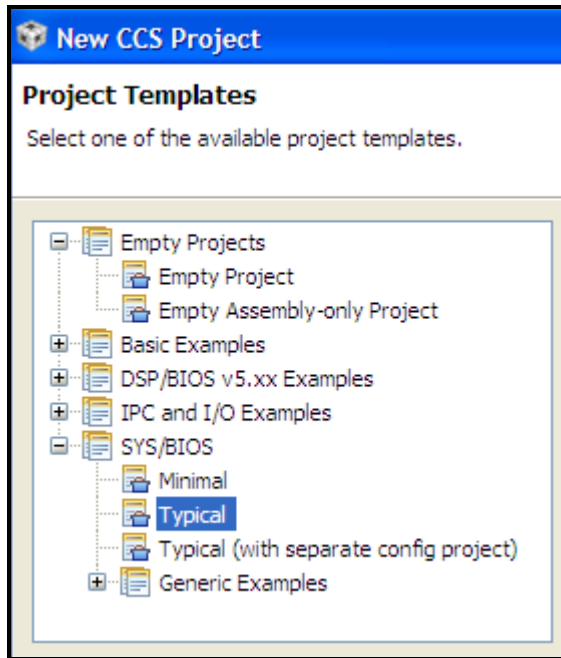 New CCS Project
Project Templates
Select one of the available project templates.
Empty Projects
Empty Project
Empty Assembly-only Project
Basic Examples
DSP/BIOS v5.xx Examples
IPC and I/O Examples
SYS/BIOS
Minimal
Typical
Typical (with separate config project)
Generic Examples